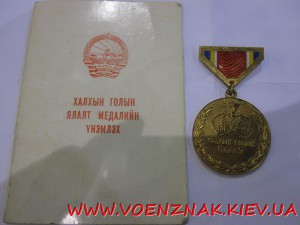 ХАЛХЫН ГОЛЫН
ЯЛАЛТ МЕДАЛИЙН
ҮНЭМЛЭХ
WWW.VOENZNAK.KIEV.UA